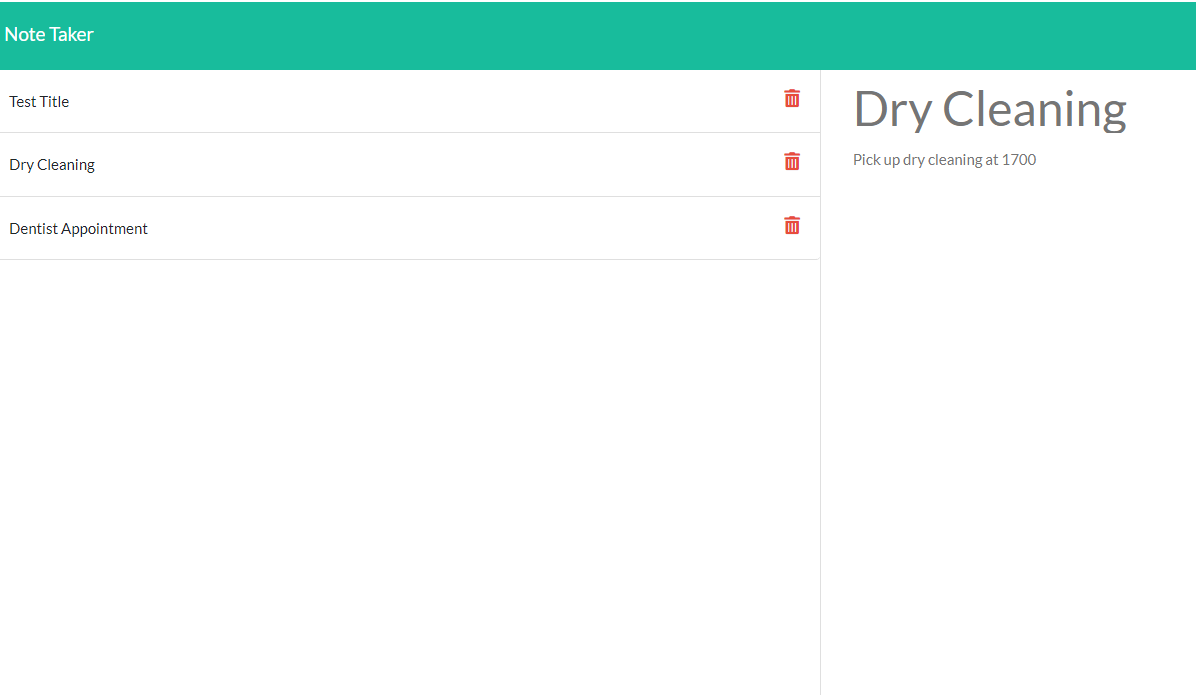 Note Taker
Test Title
Dry Cleaning
Dentist Appointment
Dry Cleaning
Pick up dry cleaning at 1700